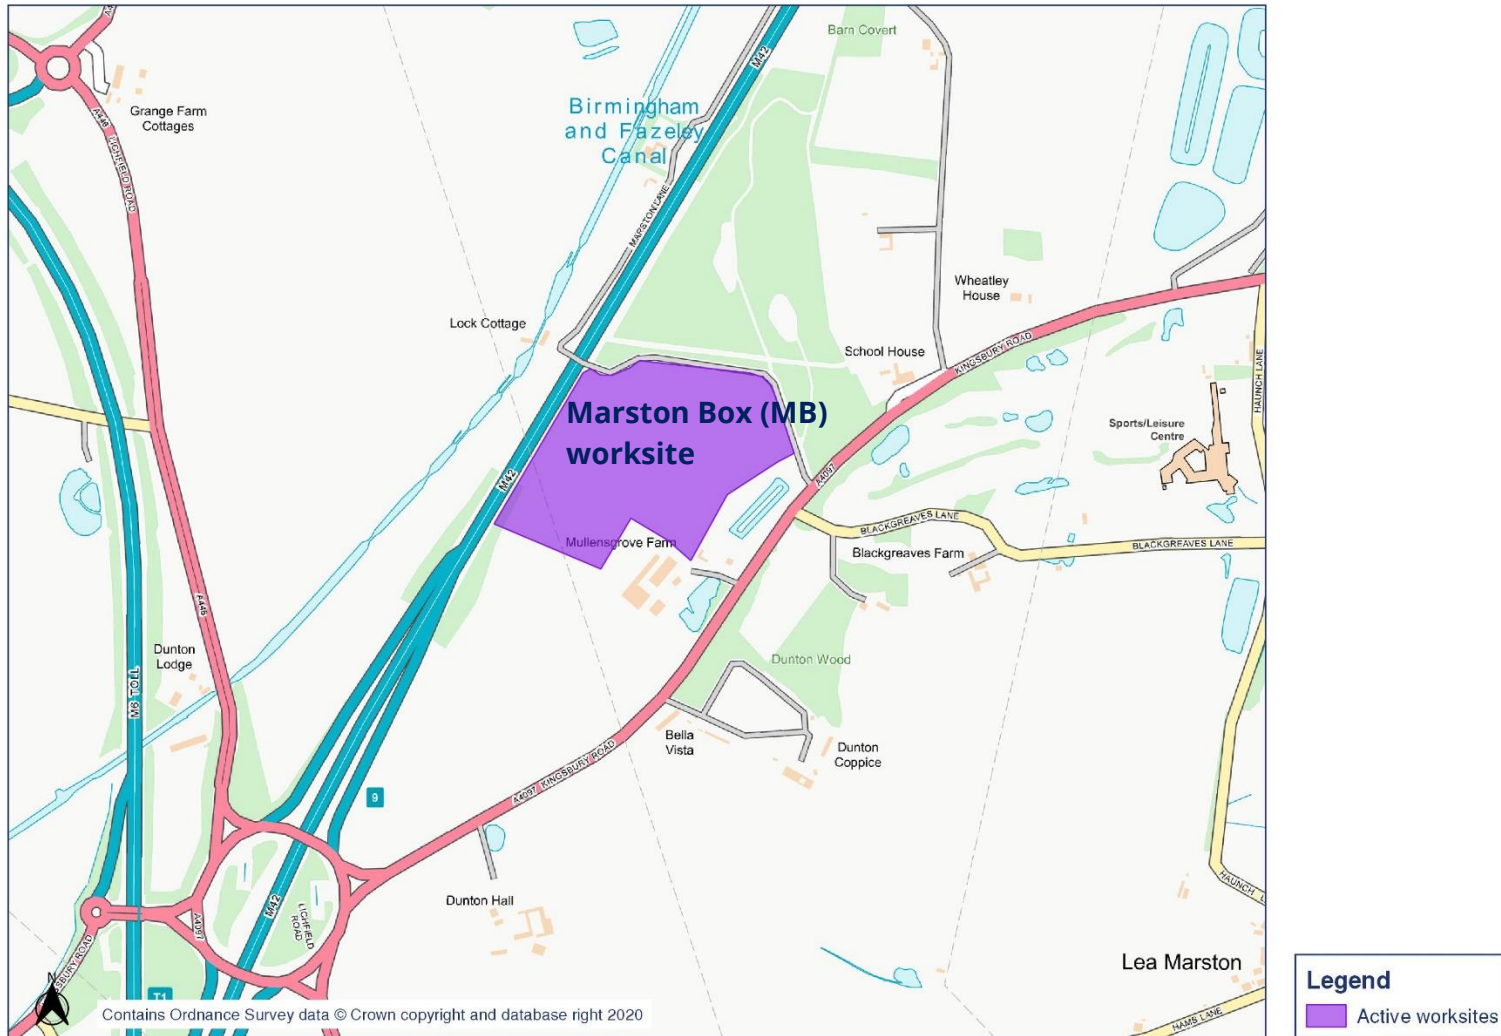 A4
Barn Covert
M42
Grange Farm
Cottages
A446 LICHFIELD ROAD
Birmingham
and Fazeley
Canal
MARSTON LANE
Wheatley
House
Lock Cottage
School House
KINGSBURY ROAD
HAUNCH LANE
Marston Box (MB)
worksite
Sports/Leisure
Centre
M42
A4097
BLACKGREAVES LANE
BLACKGREAVES LANE
Mullensgrove Farm
Blackgreaves Farm
A446
Dunton
Lodge
Dunton Wood
M6 TOLL
Bella
Vista
Dunton
Coppice
A4097 KINGSBURY ROAD
9
HAUNCH L
Dunton Hall
M42
LICHFIELD
ROAD
A4097
Lea Marston
GSBURY ROAD
N
T1
HAMS LANE
Contains Ordnance Survey data © Crown copyright and database right 2020
Legend
Active worksites